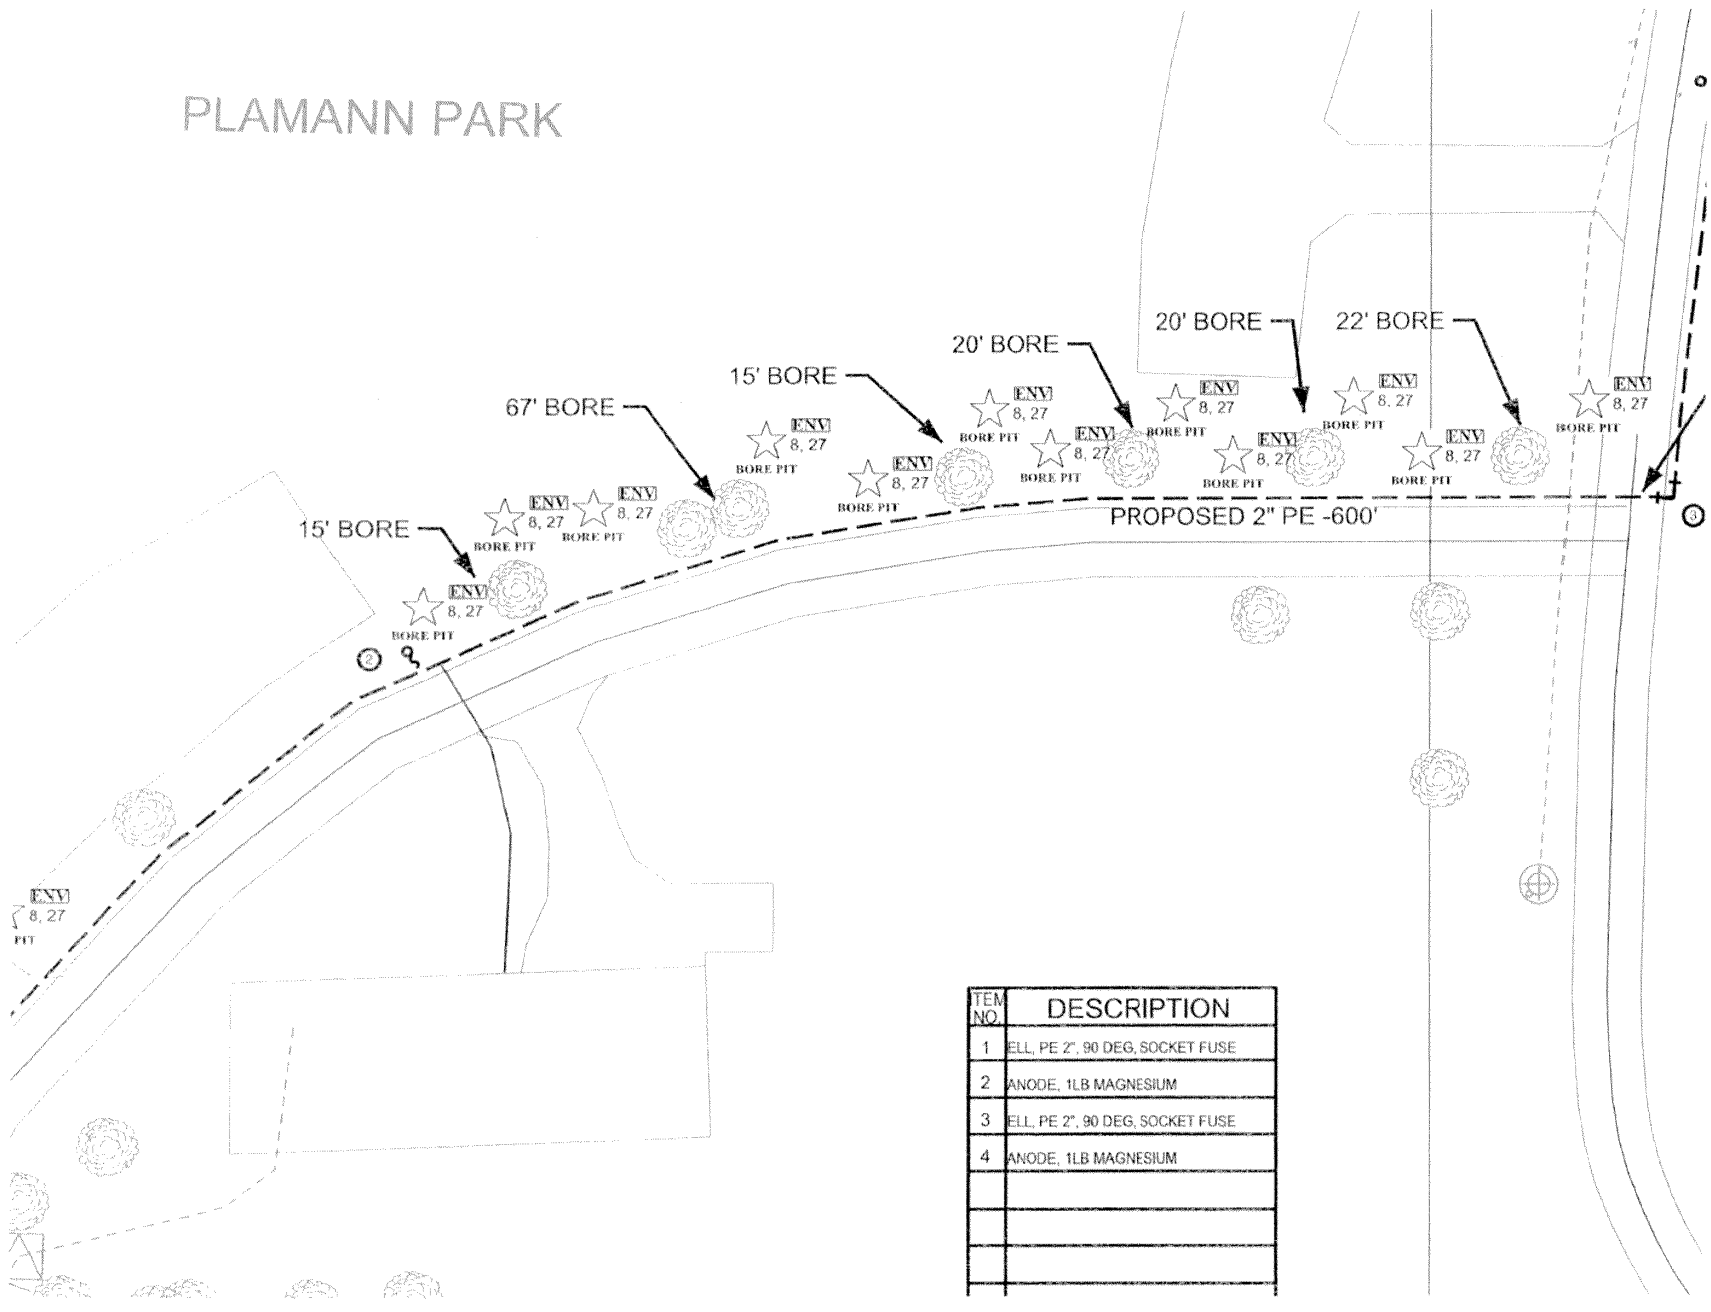 PLAMANN PARK
20' BORE
22' BORE
20' BORE
15' BORE
67' BORE
15' BORE
ENV
8, 27
BORE PIT
ENV
8, 27
BORE PIT
ENV
8, 27
BORE PIT
ENV
8, 27
BORE PIT
ENV
8, 27
BORE PIT
ENV
8, 27
BORE PIT
ENV
8, 27
BORE PIT
ENV
8, 27
BORE PIT
ENV
8, 27
BORE PIT
ENV
8, 27
BORE PIT
ENV
8, 27
BORE PIT
ENV
8, 27
BORE PIT
PROPOSED 2" PE -600'
3
2
ENV
8, 27
PIT
ITEM NO. DESCRIPTION
1 ELL, PE 2", 90 DEG, SOCKET FUSE
2 ANODE, 1LB MAGNESIUM
3 ELL, PE 2", 90 DEG, SOCKET FUSE
4 ANODE, 1LB MAGNESIUM